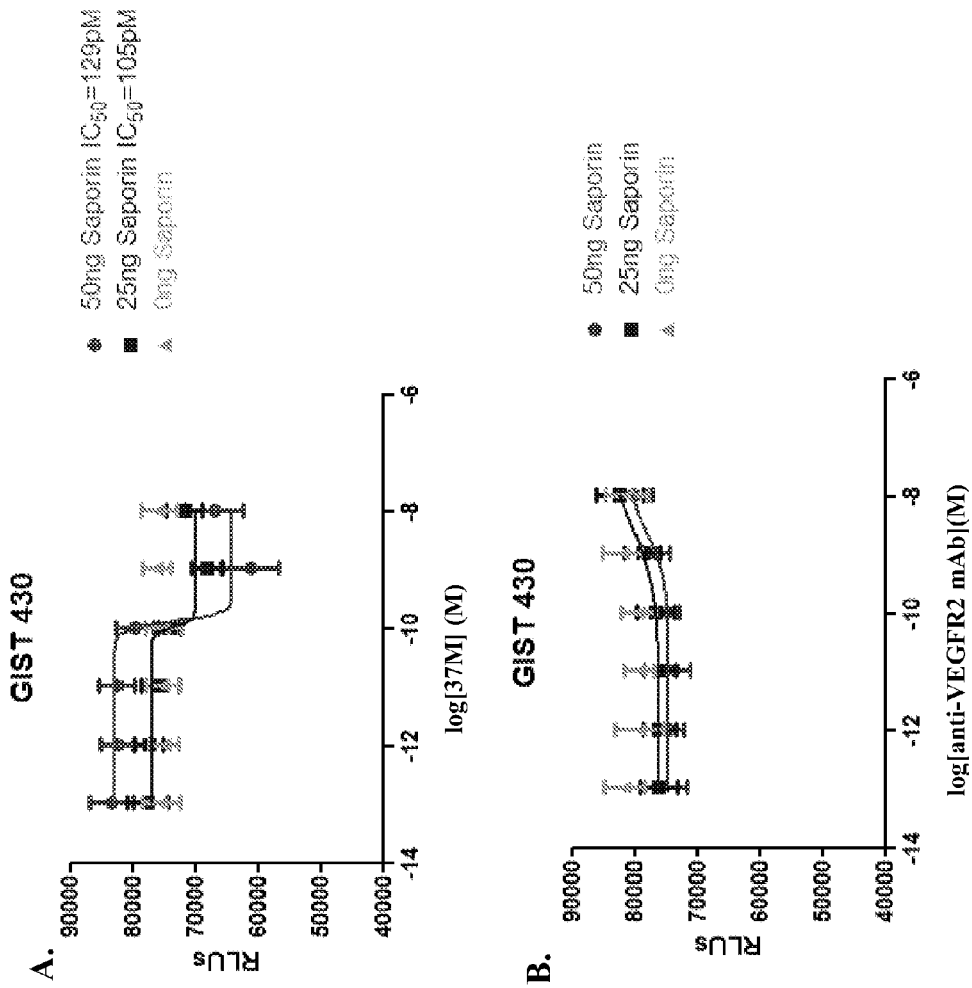 A.
GIST 430
90000
80000
70000
60000
50000
40000
RLUs
-14
-12
-10
-8
-6
log[37M] (M)
50ng Saporin IC50=129pM
25ng Saporin IC50=105pM
0ng Saporin
B.
GIST 430
90000
80000
70000
60000
50000
40000
RLUs
-14
-12
-10
-8
-6
log[anti-VEGFR2 mAb](M)
50ng Saporin
25ng Saporin
0ng Saporin